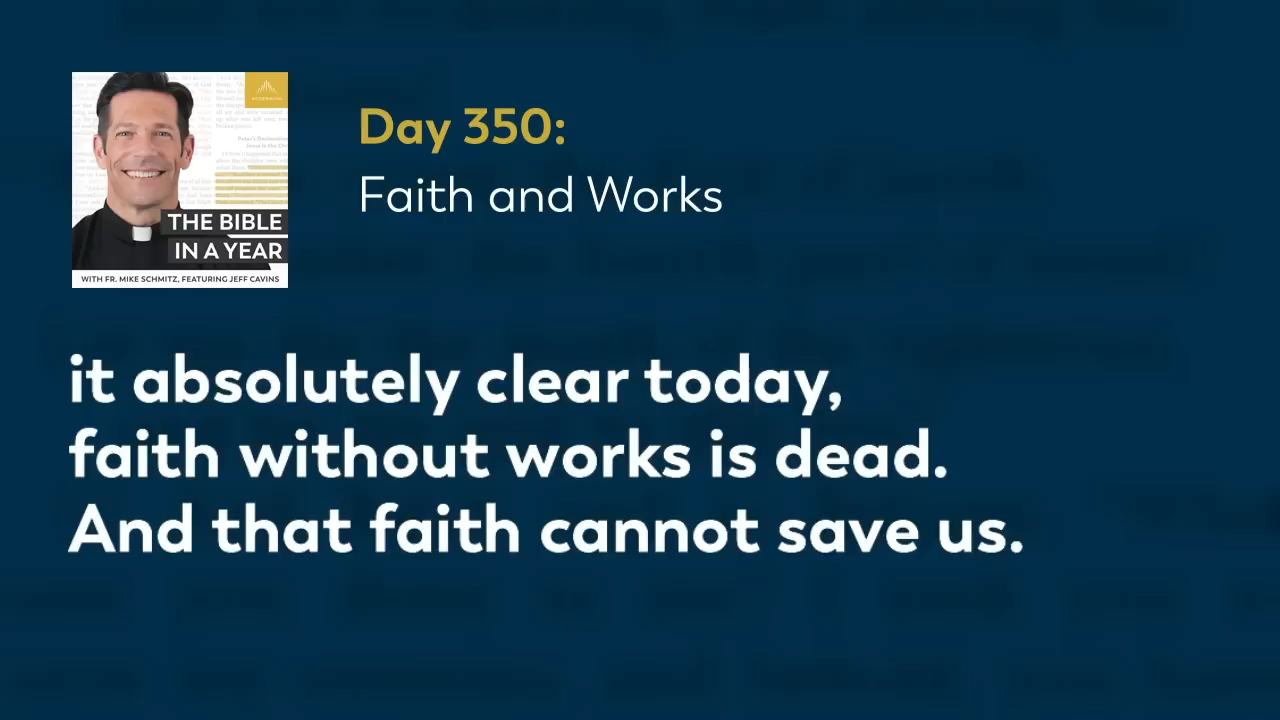 THE BIBLE
IN A YEAR
WITH FR. MIKE SCHMITZ, FEATURING JEFF CAVINS
Day 350:
Faith and Works
it absolutely clear today,
faith without works is dead.
And that faith cannot save us.